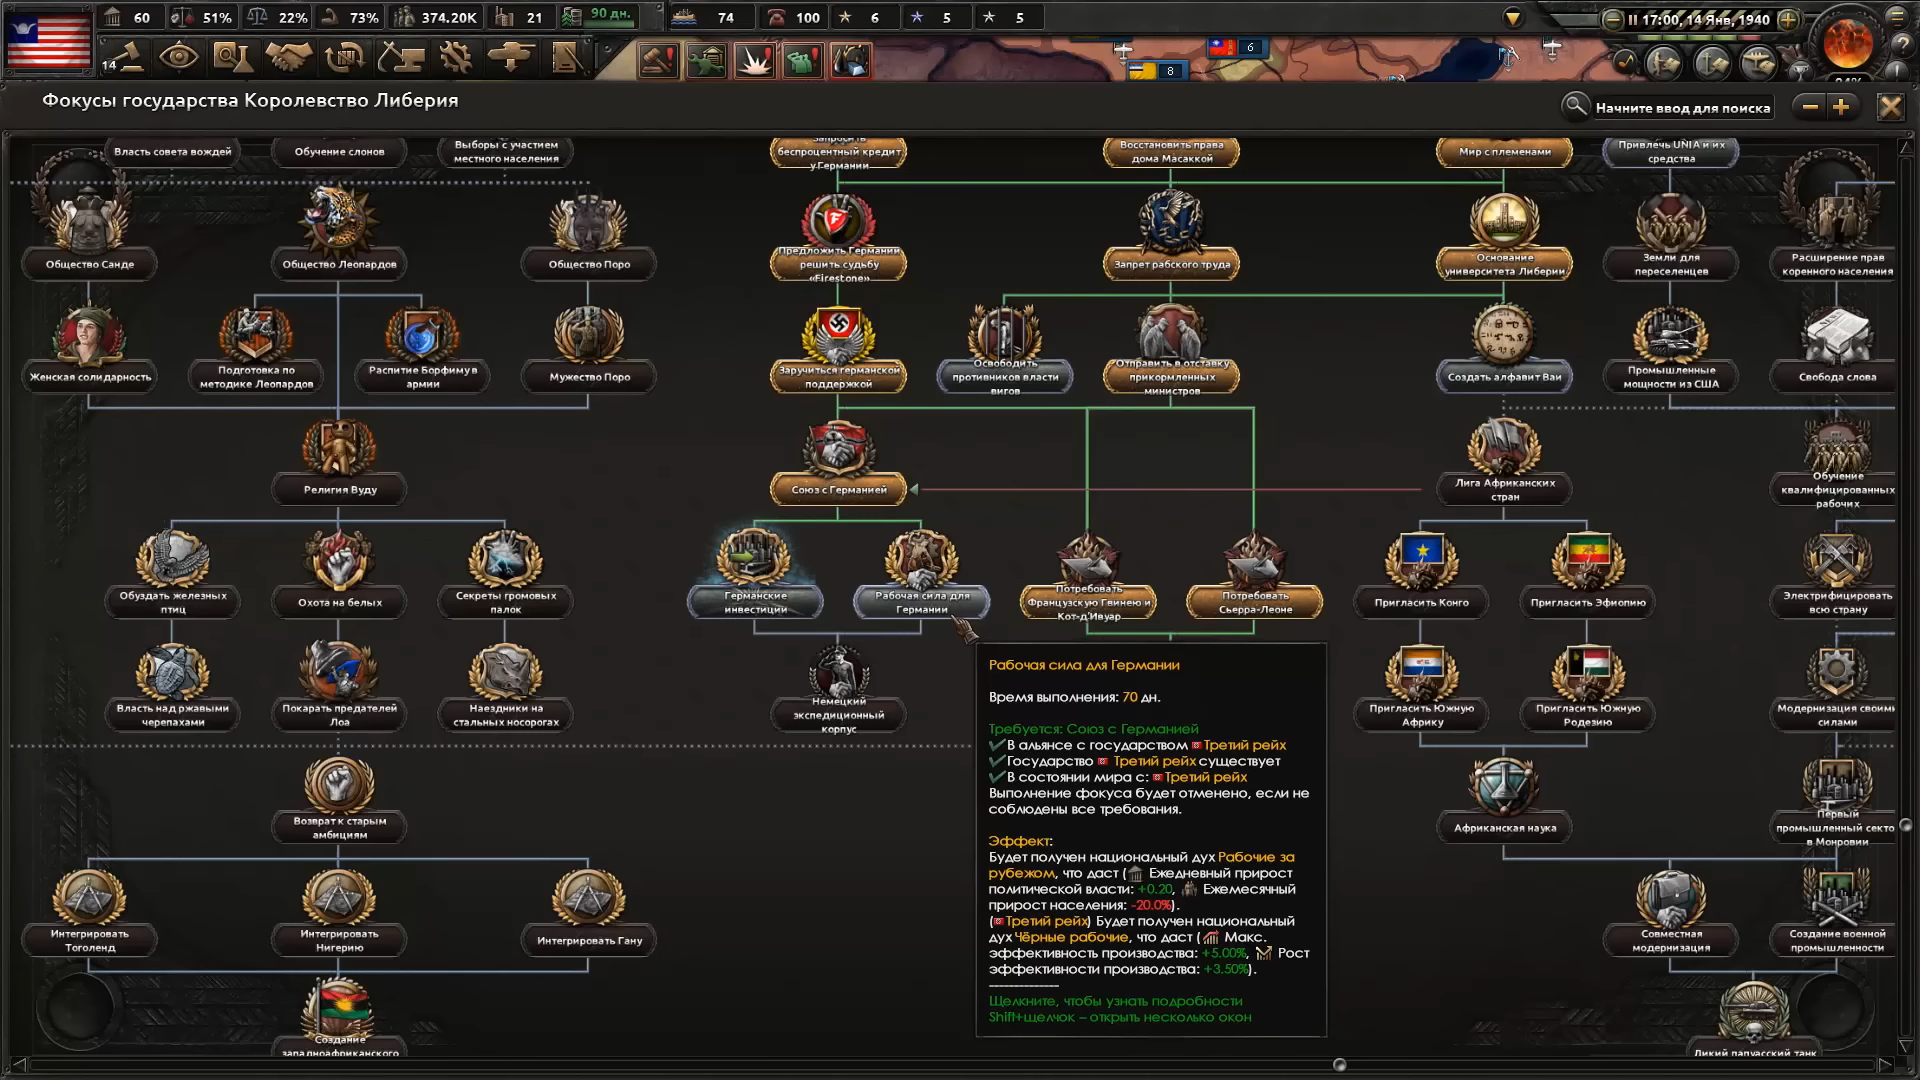 60
51%
22%
73%
374.20K
21
90 дн.
74
100
6
5
5
17:00, 14 Янв, 1940
14
6
8
Фокусы государства Королевство Либерия
Начните ввод для поиска
Власть совета вождей
Обучение слонов
Выборы с участием
местного населения
Запросить
беспроцентный кредит
у Германии
Восстановить права
дома Масаккой
Мир с племенами
Привлечь UNIA и их
средства
Общество Санде
Общество Леопардов
Общество Поро
Предложить Германии
решить судьбу
«Firestone»
Запрет рабского труда
Основание
университета Либерии
Земли для
переселенцев
Расширение прав
коренного населения
Женская солидарность
Подготовка по
методике Леопардов
Распитие Борфиму в
армии
Мужество Поро
Заручиться германской
поддержкой
Освободить
противников власти
вигов
Отправить в отставку
прикормленных
министров
Создать алфавит Ваи
Промышленные
мощности из США
Свобода слова
Религия Вуду
Союз с Германией
Лига Африканских
стран
Обучение
квалифицированных
рабочих
Обуздать железных
птиц
Охота на белых
Секреты громовых
палок
Германские
инвестиции
Рабочая сила для
Германии
Потребовать
Французскую Гвинею и
Кот-д'Ивуар
Потребовать
Сьерра-Леоне
Пригласить Конго
Пригласить Эфиопию
Электрифицировать
всю страну
Власть над ржавыми
черепахами
Покарать предателей
Лоа
Наездники на
стальных носорогах
Немецкий
экспедиционный
корпус
Пригласить Южную
Африку
Пригласить Южную
Родезию
Модернизация своими
силами
Возврат к старым
амбициям
Африканская наука
Первый
промышленный секто
в Монровии
Интегрировать
Тоголенд
Интегрировать
Нигерию
Интегрировать Гану
Совместная
модернизация
Создание военной
промышленности
Создание
западноафриканского
Дикий папуасский танк
Рабочая сила для Германии
Время выполнения: 70 дн.
Требуется: Союз с Германией
В альянсе с государством Третий рейх
Государство Третий рейх существует
В состоянии мира с: Третий рейх
Выполнение фокуса будет отменено, если не
соблюдены все требования.
Эффект:
Будет получен национальный дух Рабочие за
рубежом, что даст ( Ежедневный прирост
политической власти: +0.20, Ежемесячный
прирост населения: -20.0%).
(Третий рейх) Будет получен национальный
дух Чёрные рабочие, что даст ( Макс.
эффективность производства: +5.00%, Рост
эффективности производства: +3.50%).
--------------
Щелкните, чтобы узнать подробности
Shift+щелчок – открыть несколько окон